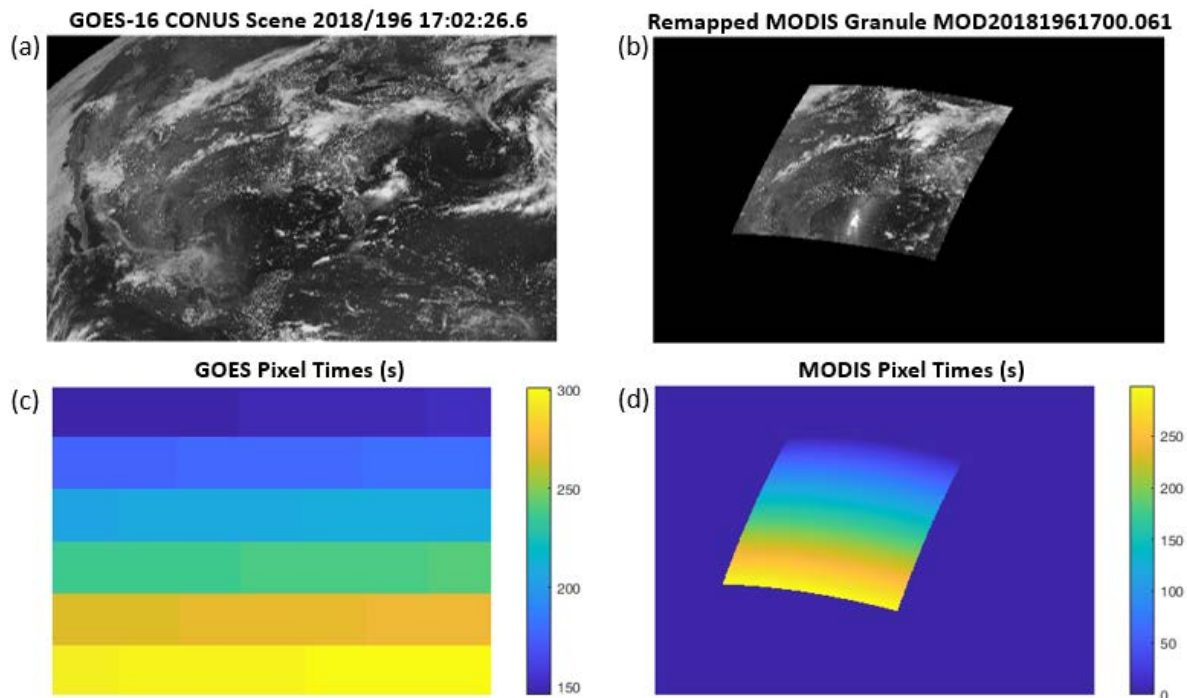 GOES-16 CONUS Scene 2018/196 17:02:26.6
(a)
Remapped MODIS Granule MOD20181961700.061
(b)
GOES Pixel Times (s)
(c)
300
250
200
150
MODIS Pixel Times (s)
(d)
250
200
150
100
50
0